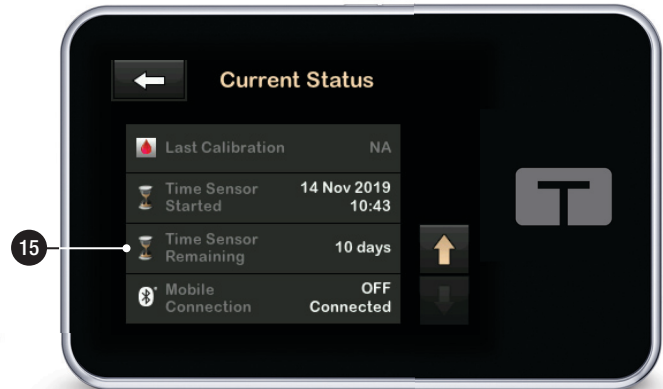 Current Status
Last Calibration NA
Time Sensor 14 Nov 2019
Started 10:43
15
Time Sensor
Remaining 10 days
Mobile OFF
Connection Connected
T